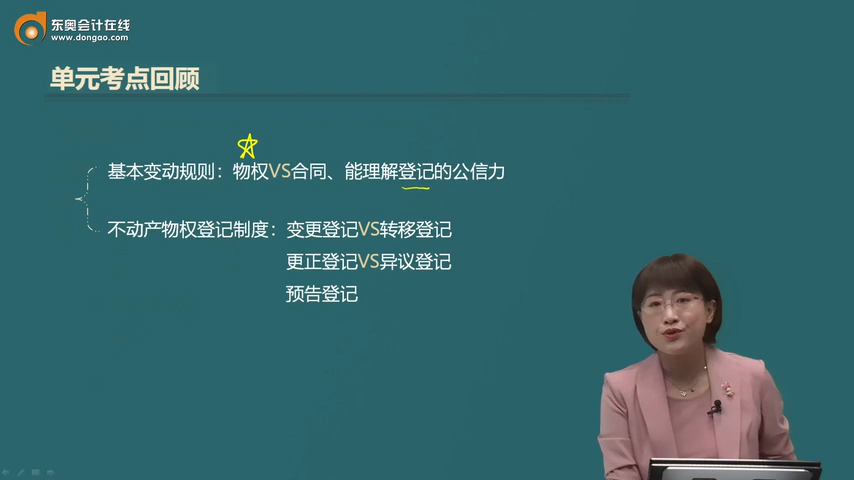 东奥会计在线
www.dongao.com
单元考点回顾
基本变动规则：物权VS合同、能理解登记的公信力
不动产物权登记制度：变更登记VS转移登记
更正登记VS异议登记
预告登记